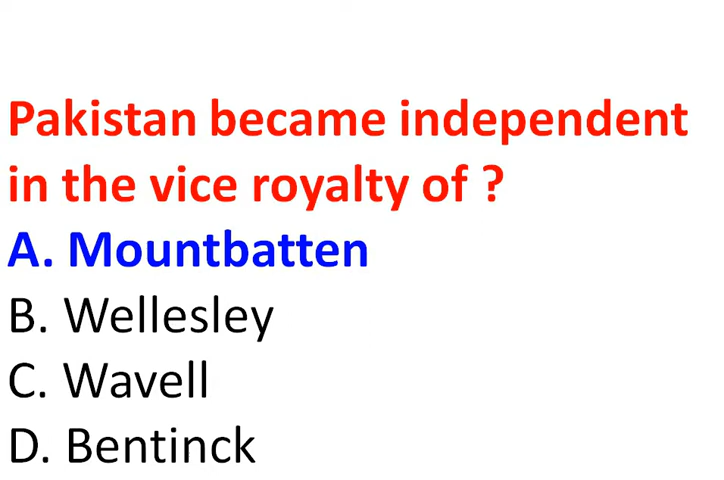 Pakistan became independent
in the vice royalty of ?
A. Mountbatten
B. Wellesley
C. Wavell
D. Bentinck